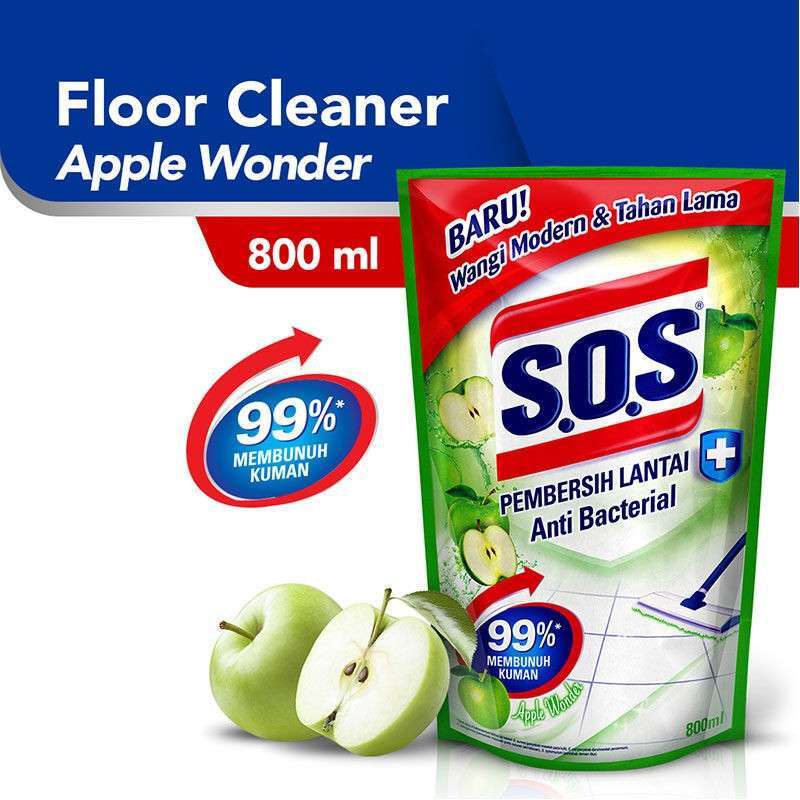 Floor Cleaner
Apple Wonder
800 ml
99%*
MEMBUNUH
KUMAN
BARU!
Wangi Modern & Tahan Lama
S.O.S®
PEMBERSIH LANTAI
Anti Bacterial
99%*
MEMBUNUH
KUMAN
Apple Wonder
800ml